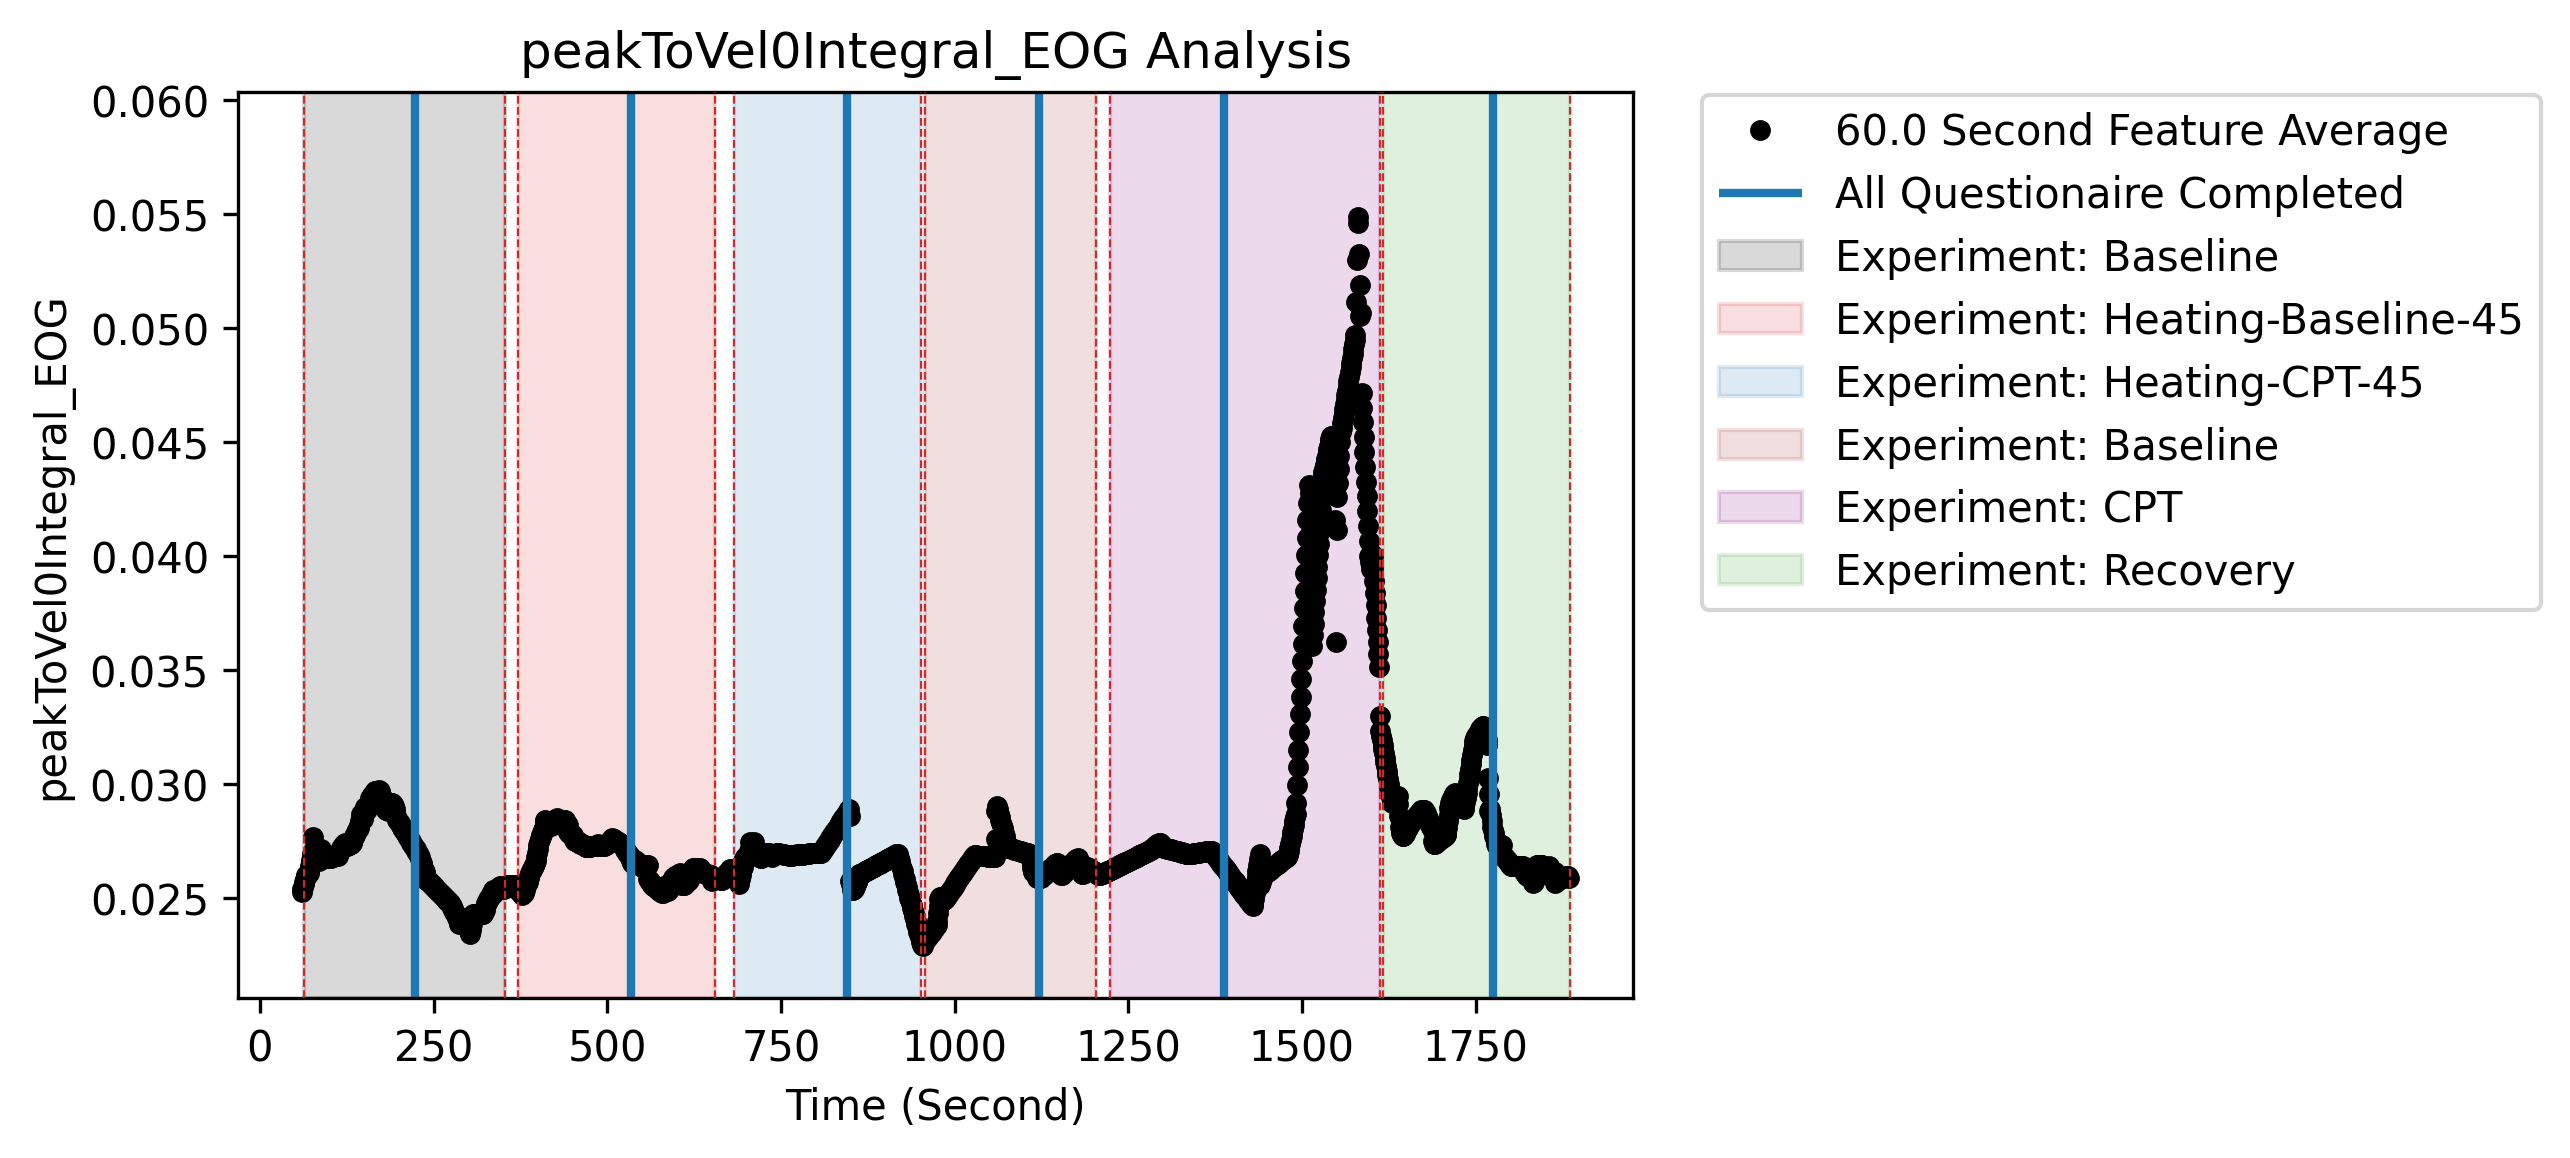 peakToVel0Integral_EOG Analysis
peakToVel0Integral_EOG
0.060
0.055
0.050
0.045
0.040
0.035
0.030
0.025
0
250
500
750
1000
1250
1500
1750
Time (Second)
60.0 Second Feature Average
All Questionaire Completed
Experiment: Baseline
Experiment: Heating-Baseline-45
Experiment: Heating-CPT-45
Experiment: Baseline
Experiment: CPT
Experiment: Recovery